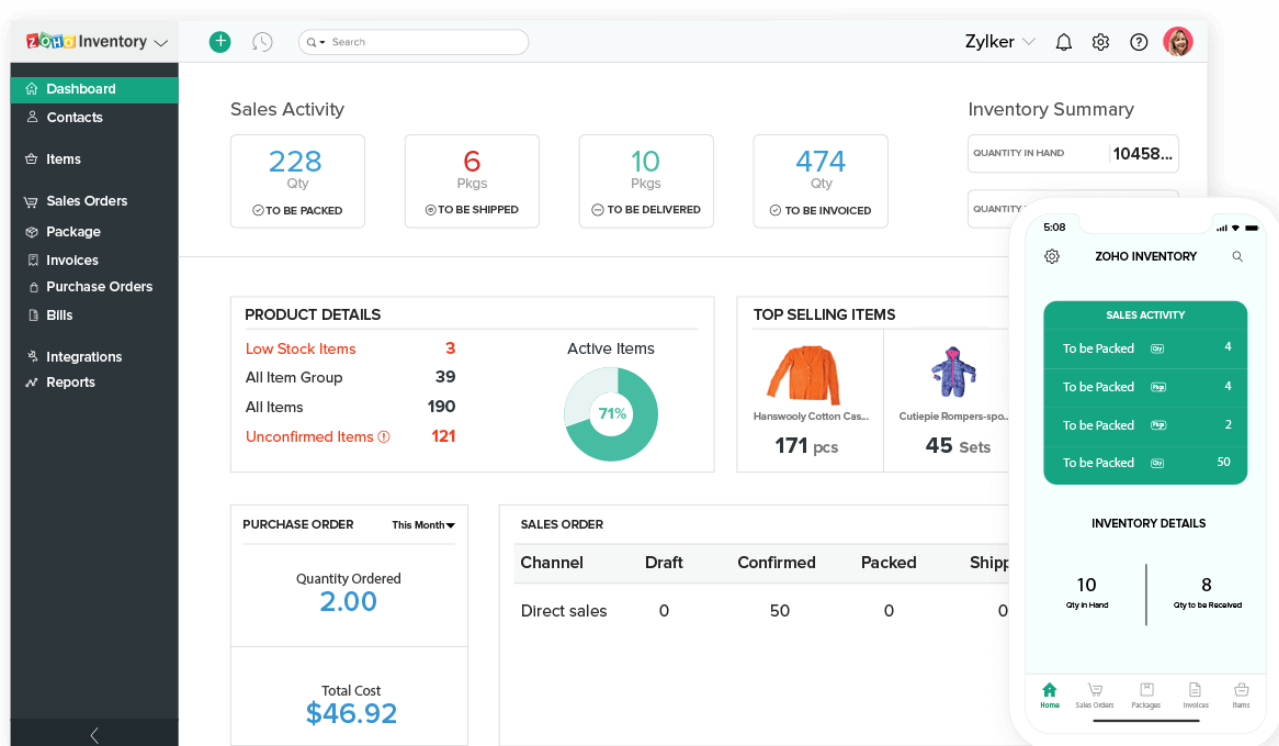 ZOHO Inventory
Search
Zylker
Dashboard
Contacts
Items
Sales Orders
Package
Invoices
Purchase Orders
Bills
Integrations
Reports
Sales Activity
228
Qty
TO BE PACKED
6
Pkgs
TO BE SHIPPED
10
Pkgs
TO BE DELIVERED
474
Qty
TO BE INVOICED
Inventory Summary
QUANTITY IN HAND 10458...
QUANTITY
PRODUCT DETAILS
Low Stock Items 3
All Item Group 39
All Items 190
Unconfirmed Items 121
Active Items
71%
TOP SELLING ITEMS
Hanswooly Cotton Cas...
171 pcs
Cutiepie Rompers-spo..
45 Sets
PURCHASE ORDER This Month
Quantity Ordered
2.00
Total Cost
$46.92
SALES ORDER
Channel Draft Confirmed Packed Shipp
Direct sales 0 50 0 0
5:08
ZOHO INVENTORY
SALES ACTIVITY
To be Packed Qty 4
To be Packed Pkgs 4
To be Packed Pkgs 2
To be Packed Qty 50
INVENTORY DETAILS
10
Qty in Hand
8
Qty to be Received
Home Sales Orders Packages Invoices Items